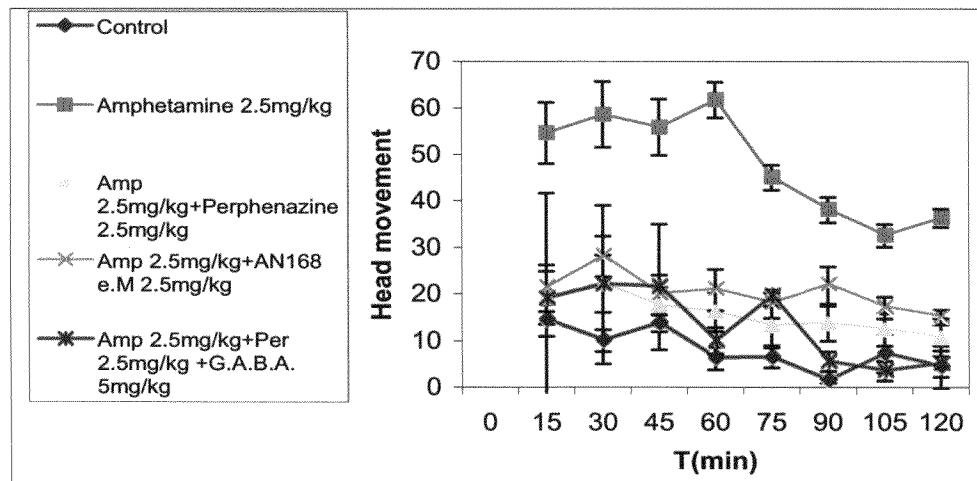 Control
Amphetamine 2.5mg/kg
Amp
2.5mg/kg+Perphenazine
2.5mg/kg
Amp 2.5mg/kg+AN168
e.M 2.5mg/kg
Amp 2.5mg/kg+Per
2.5mg/kg +G.A.B.A.
5mg/kg
Head movement
70
60
50
40
30
20
10
0
0 15 30 45 60 75 90 105 120
T(min)